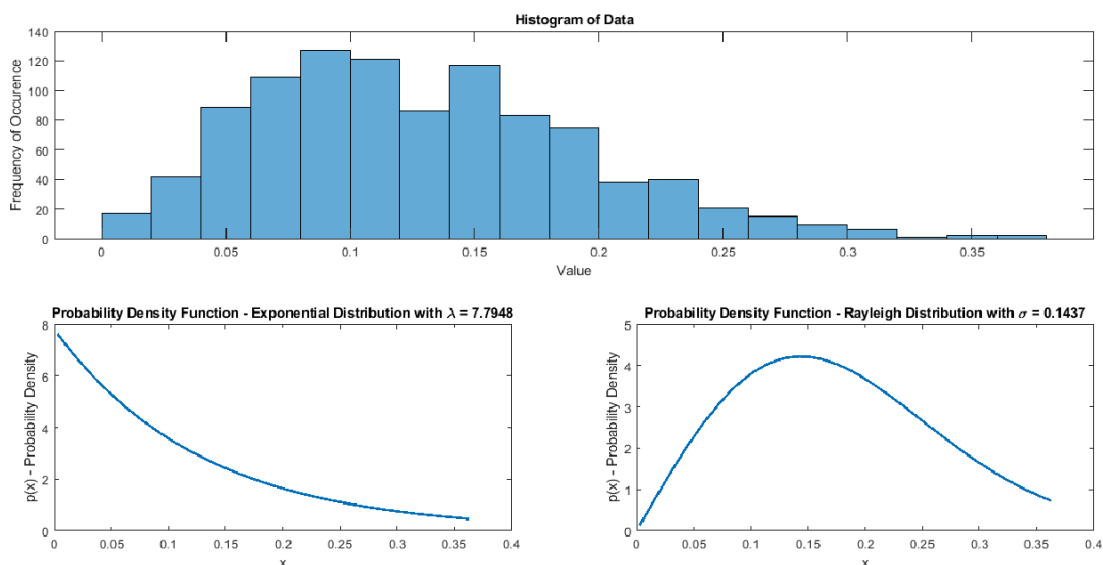 Histogram of Data
140
120
100
80
60
40
20
0
Frequency of Occurence
0 0.05 0.1 0.15 0.2 0.25 0.3 0.35
Value
Probability Density Function - Exponential Distribution with λ = 7.7948
8
6
4
2
0
p(x) - Probability Density
0 0.05 0.1 0.15 0.2 0.25 0.3 0.35 0.4
x
Probability Density Function - Rayleigh Distribution with σ = 0.1437
5
4
3
2
1
0
p(x) - Probability Density
0 0.05 0.1 0.15 0.2 0.25 0.3 0.35 0.4
x